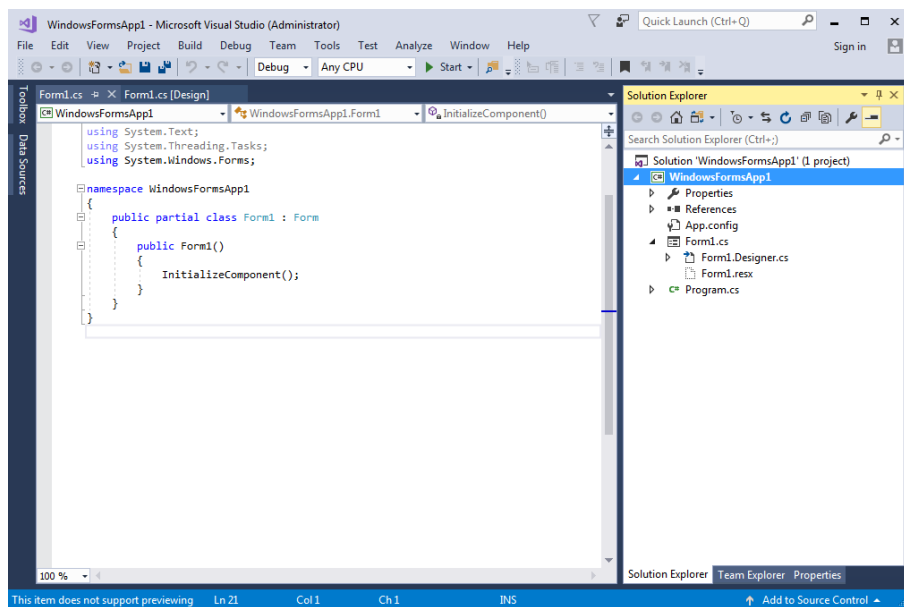 WindowsFormsApp1 - Microsoft Visual Studio (Administrator)
Quick Launch (Ctrl+Q)
File Edit View Project Build Debug Team Tools Test Analyze Window Help
Sign in
Debug Any CPU Start
Toolbox
Data Sources
Form1.cs Form1.cs [Design]
WindowsFormsApp1 WindowsFormsApp1.Form1 InitializeComponent()
using System.Text;
using System.Threading.Tasks;
using System.Windows.Forms;
namespace WindowsFormsApp1
{
public partial class Form1 : Form
{
public Form1()
{
InitializeComponent();
}
}
}
100 %
Solution Explorer
Search Solution Explorer (Ctrl+;)
Solution 'WindowsFormsApp1' (1 project)
C# WindowsFormsApp1
Properties
References
App.config
Form1.cs
Form1.Designer.cs
Form1.resx
C# Program.cs
Solution Explorer Team Explorer Properties
This item does not support previewing Ln 21 Col 1 Ch 1 INS Add to Source Control